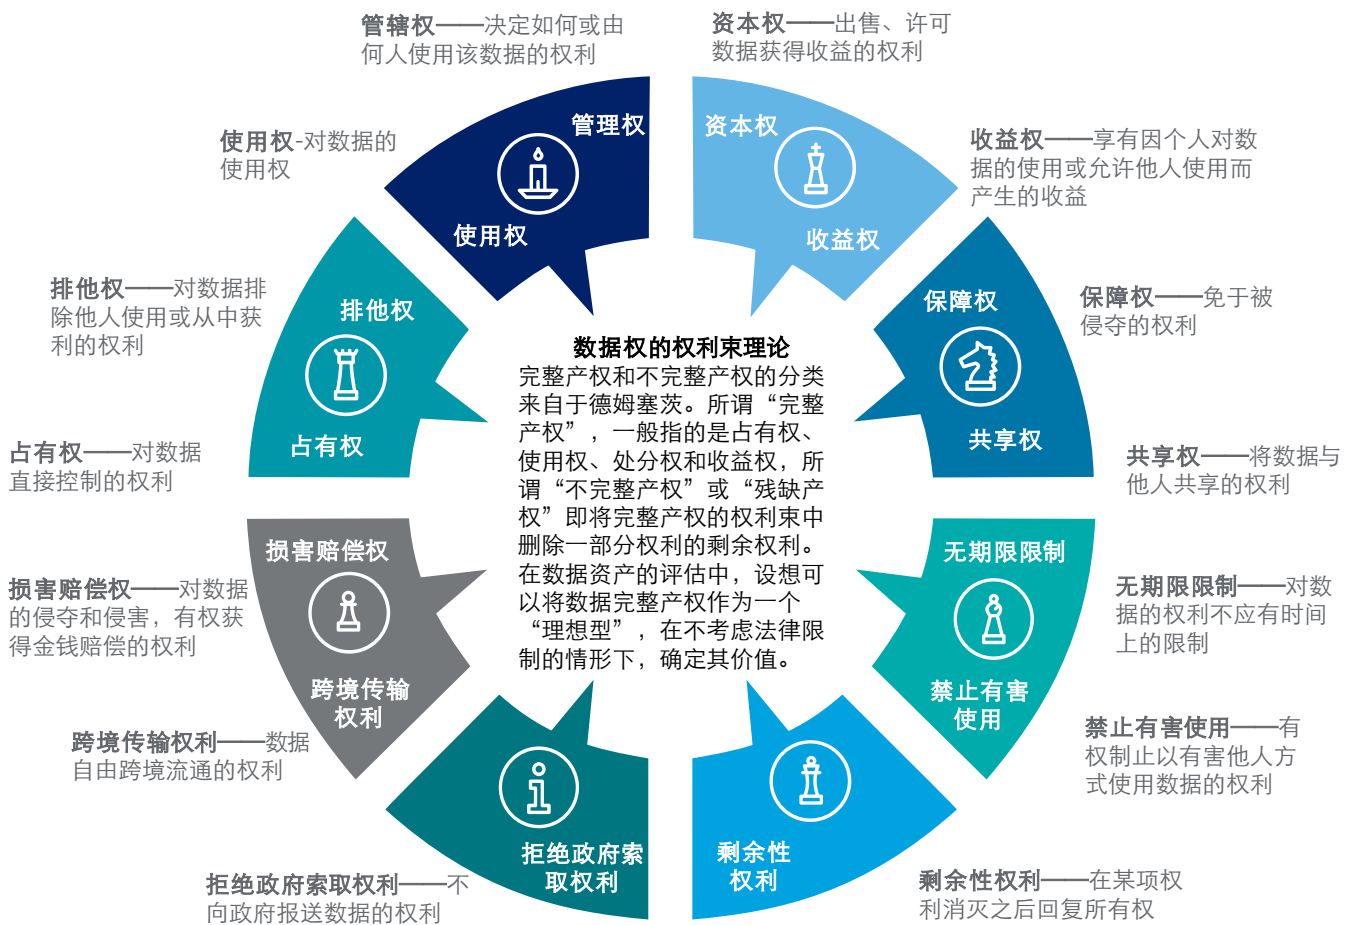 管辖权——决定如何或由
何人使用该数据的权利
资本权——出售、许可
数据获得收益的权利
使用权-对数据的
使用权
收益权——享有因个人对数
据的使用或允许他人使用而
产生的收益
排他权——对数据排
除他人使用或从中获
利的权利
保障权——免于被
侵夺的权利
占有权——对数据
直接控制的权利
共享权——将数据与
他人共享的权利
损害赔偿权——对数据
的侵夺和侵害，有权获
得金钱赔偿的权利
无期限限制——对数
据的权利不应有时间
上的限制
跨境传输权利——数据
自由跨境流通的权利
禁止有害使用——有
权制止以有害他人方
式使用数据的权利
拒绝政府索取权利——不
向政府报送数据的权利
剩余性权利——在某项权
利消灭之后回复所有权
管理权
使用权
资本权
收益权
排他权
占有权
保障权
共享权
损害赔偿权
跨境传输
权利
无期限限制
禁止有害
使用
拒绝政府索
取权利
剩余性
权利
数据权的权利束理论
完整产权和不完整产权的分类
来自于德姆塞茨。所谓“完整
产权”，一般指的是占有权、
使用权、处分权和收益权，所
谓“不完整产权”或“残缺产
权”即将完整产权的权利束中
删除一部分权利的剩余权利。
在数据资产的评估中，设想可
以将数据完整产权作为一个
“理想型”，在不考虑法律限
制的情形下，确定其价值。